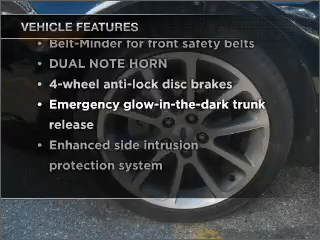 VEHICLE FEATURES
• Belt-Minder for front safety belts
• DUAL NOTE HORN
• 4-wheel anti-lock disc brakes
• Emergency glow-in-the-dark trunk
release
• Enhanced side intrusion
protection system